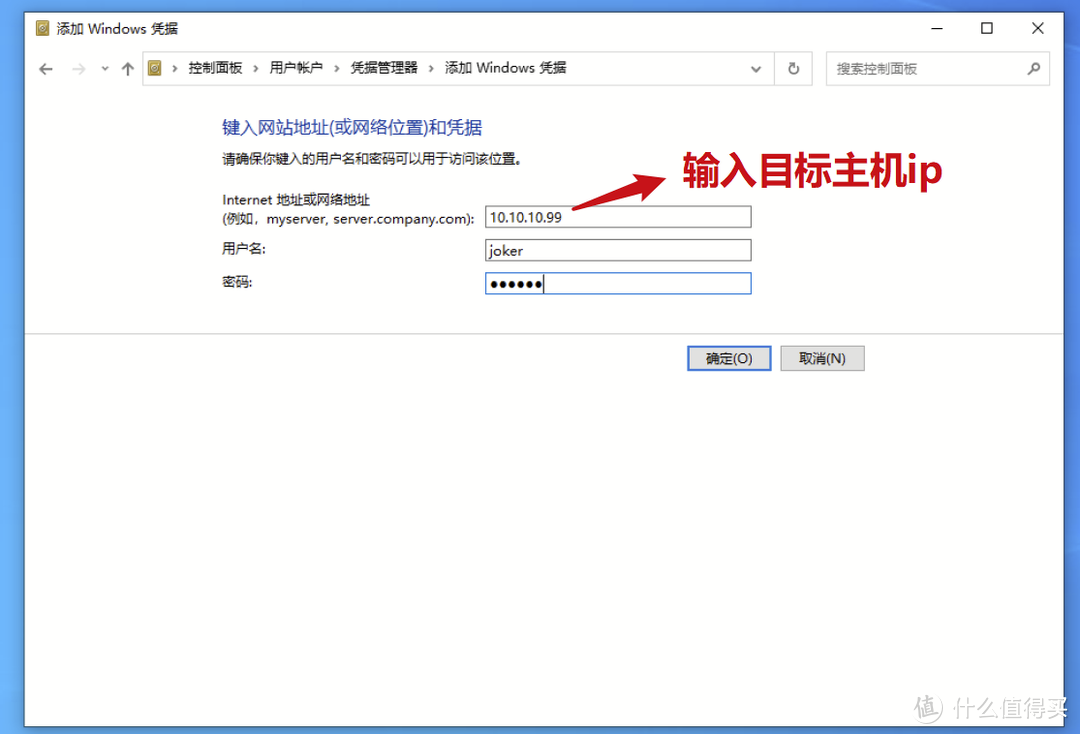 添加 Windows 凭据
控制面板 › 用户帐户 › 凭据管理器 › 添加 Windows 凭据
搜索控制面板
键入网站地址(或网络位置)和凭据
请确保你键入的用户名和密码可以用于访问该位置。
输入目标主机ip
Internet 地址或网络地址
(例如，myserver, server.company.com): 10.10.10.99
用户名: joker
密码: ●●●●●●
确定(O) 取消(N)
值 什么值得买